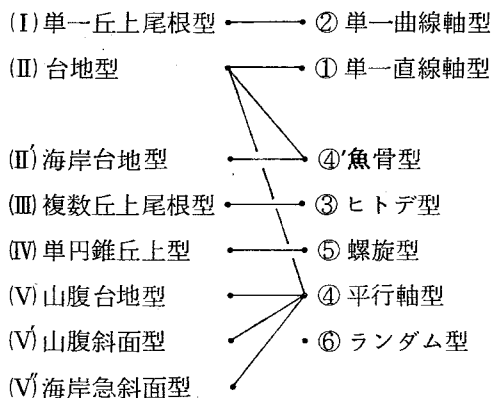 (Ⅰ) 単一丘上尾根型 ② 単一曲線軸型
(Ⅱ) 台地型 ① 単一直線軸型
(Ⅱ′) 海岸台地型 ④′魚骨型
(Ⅲ) 複数丘上尾根型 ③ ヒトデ型
(Ⅳ) 単円錐丘上型 ⑤ 螺旋型
(Ⅴ) 山腹台地型 ④ 平行軸型
(Ⅴ′) 山腹斜面型 ⑥ ランダム型
(Ⅴ″) 海岸急斜面型